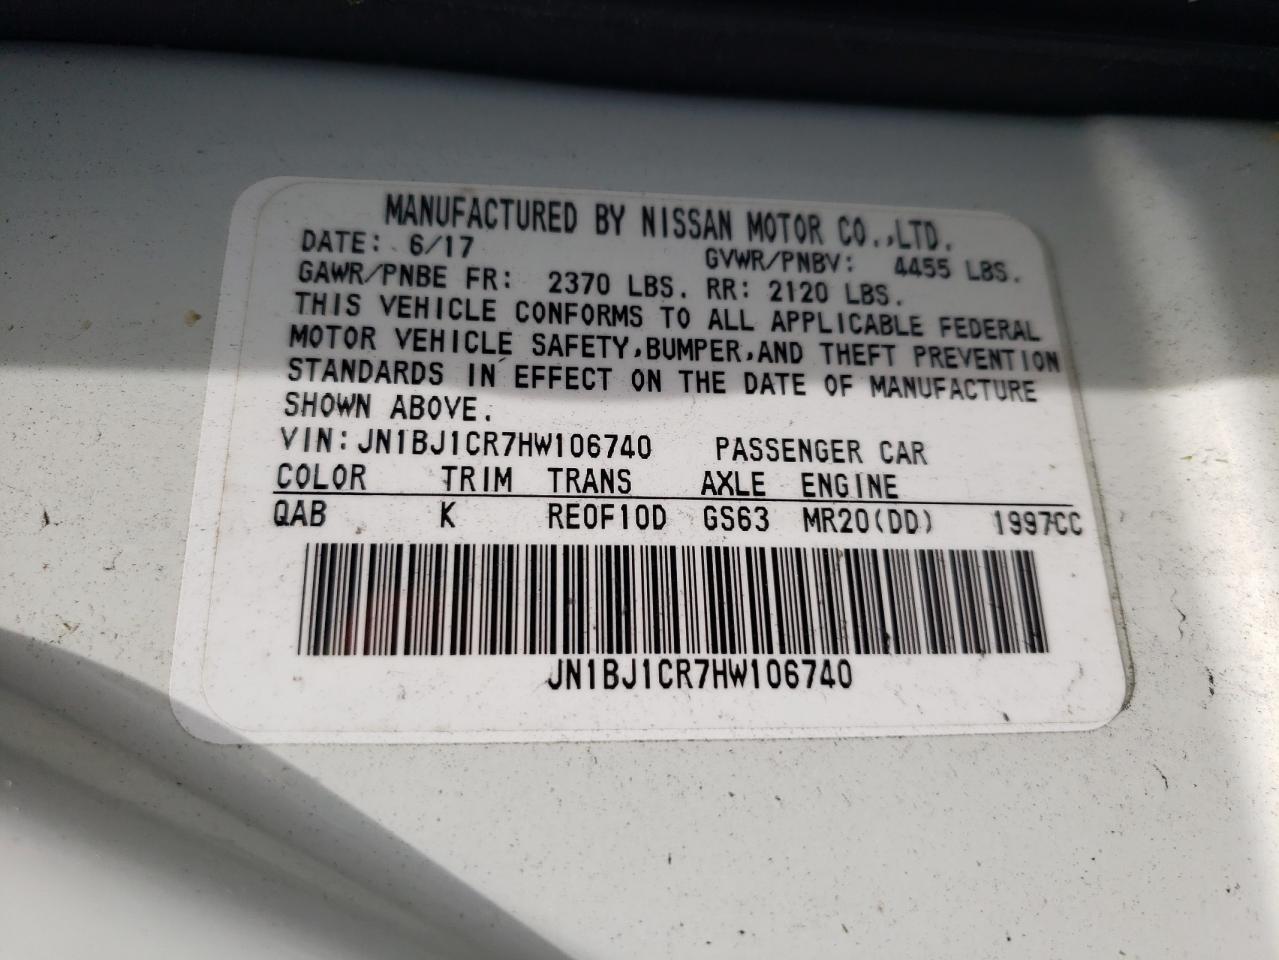 MANUFACTURED BY NISSAN MOTOR CO.,LTD.
DATE: 6/17 GVWR/PNBV: 4455 LBS.
GAWR/PNBE FR: 2370 LBS. RR: 2120 LBS.
THIS VEHICLE CONFORMS TO ALL APPLICABLE FEDERAL
MOTOR VEHICLE SAFETY,BUMPER,AND THEFT PREVENTION
STANDARDS IN EFFECT ON THE DATE OF MANUFACTURE
SHOWN ABOVE.
VIN:JN1BJ1CR7HW106740 PASSENGER CAR
COLOR TRIM TRANS AXLE ENGINE
QAB K RE0F10D GS63 MR20(DD) 1997CC
JN1BJ1CR7HW106740